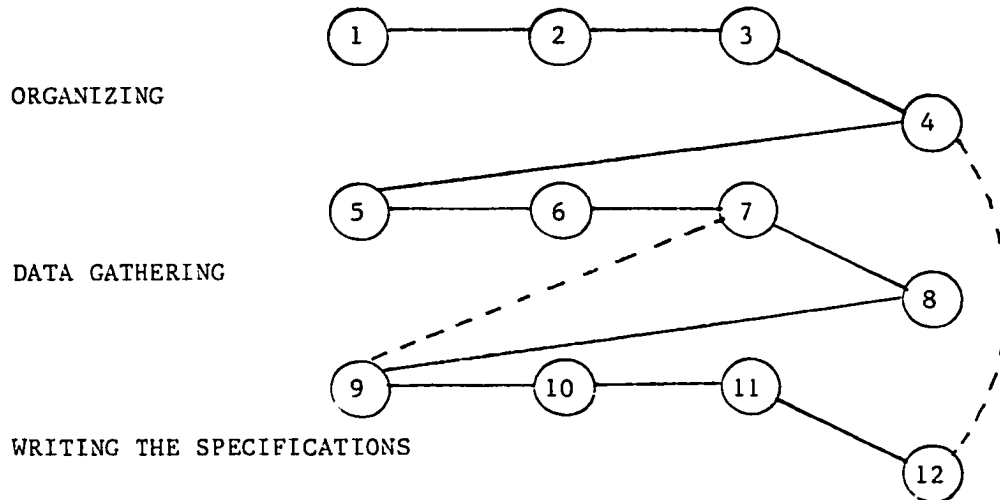 1 2 3
ORGANIZING
4
5 6 7
DATA GATHERING
8
9 10 11
WRITING THE SPECIFICATIONS
12